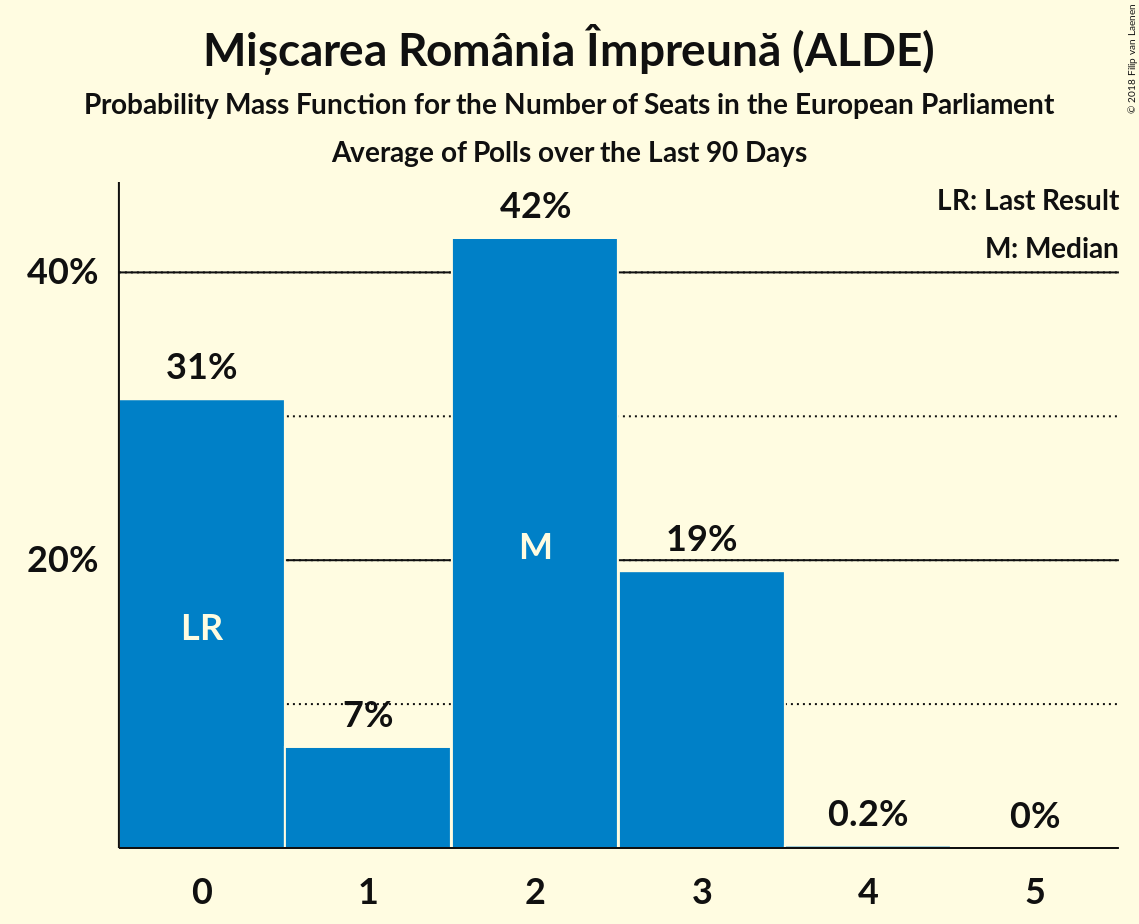 Mișcarea România Împreună (ALDE)
Probability Mass Function for the Number of Seats in the European Parliament
Average of Polls over the Last 90 Days
© 2018 Filip van Laenen
LR: Last Result
M: Median
40%
20%
31%
7%
42%
19%
0.2%
0%
LR
M
0 1 2 3 4 5